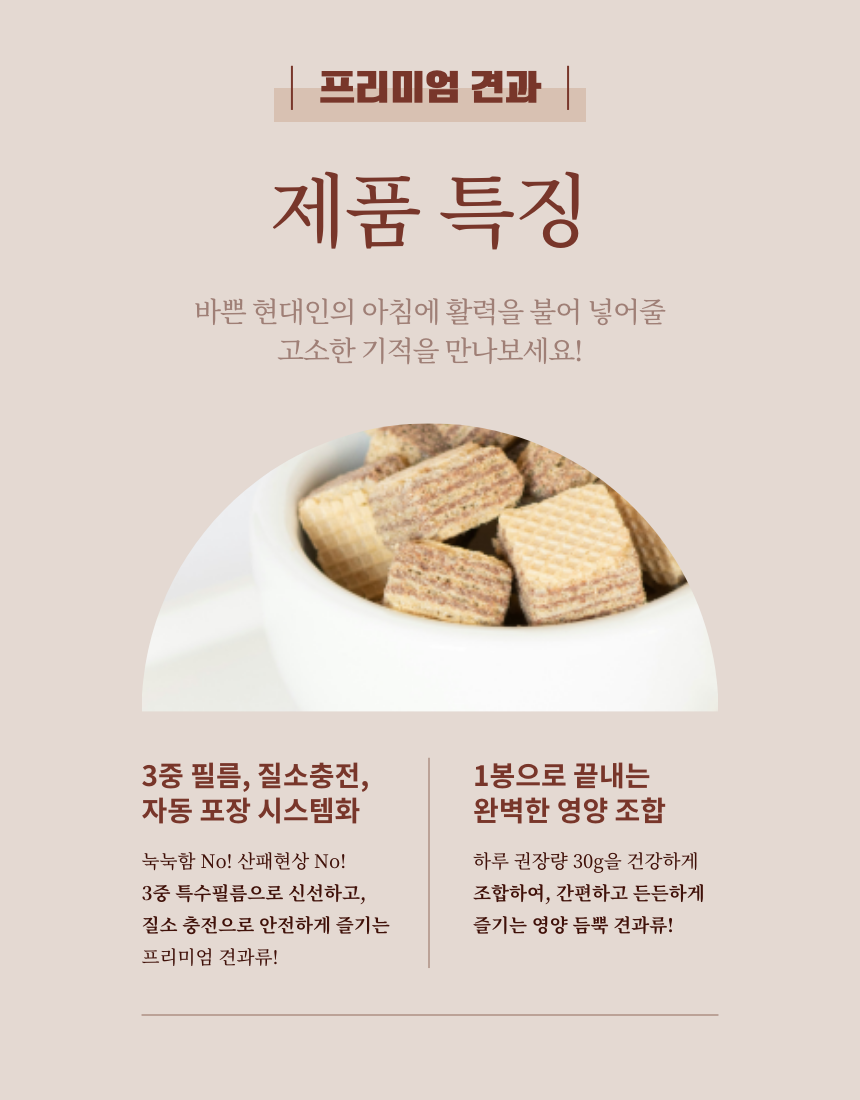 프리미엄 견과
제품 특징
바쁜 현대인의 아침에 활력을 불어 넣어줄
고소한 기적을 만나보세요!
3중 필름, 질소충전,
자동 포장 시스템화
눅눅함 No! 산패현상 No!
3중 특수필름으로 신선하고,
질소 충전으로 안전하게 즐기는
프리미엄 견과류!
1봉으로 끝내는
완벽한 영양 조합
하루 권장량 30g을 건강하게
조합하여, 간편하고 든든하게
즐기는 영양 듬뿍 견과류!